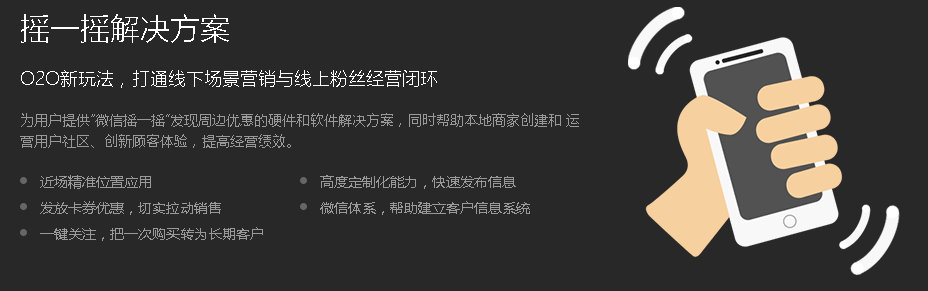 摇一摇解决方案
O2O新玩法，打通线下场景营销与线上粉丝经营闭环
为用户提供"微信摇一摇"发现周边优惠的硬件和软件解决方案，同时帮助本地商家创建和 运
营用户社区、创新顾客体验，提高经营绩效。
近场精准位置应用
高度定制化能力，快速发布信息
发放卡券优惠，切实拉动销售
微信体系，帮助建立客户信息系统
一键关注，把一次购买转为长期客户